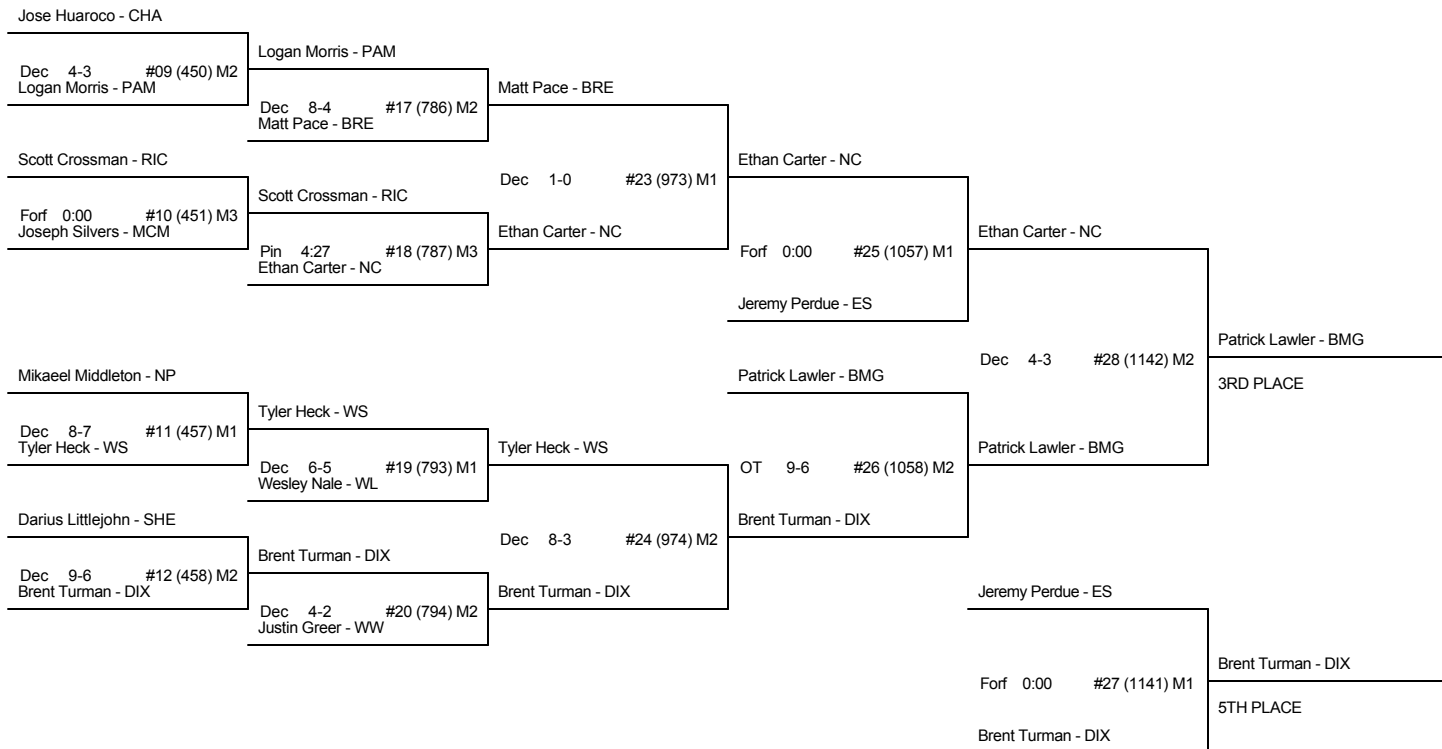 Jose Huaroco - CHA
Dec 4-3 #09 (450) M2
Logan Morris - PAM
Scott Crossman - RIC
Forf 0:00 #10 (451) M3
Joseph Silvers - MCM
Mikaeel Middleton - NP
Dec 8-7 #11 (457) M1
Tyler Heck - WS
Darius Littlejohn - SHE
Dec 9-6 #12 (458) M2
Brent Turman - DIX
Logan Morris - PAM
Dec 8-4 #17 (786) M2
Matt Pace - BRE
Scott Crossman - RIC
Pin 4:27 #18 (787) M3
Ethan Carter - NC
Tyler Heck - WS
Dec 6-5 #19 (793) M1
Wesley Nale - WL
Brent Turman - DIX
Dec 4-2 #20 (794) M2
Justin Greer - WW
Matt Pace - BRE
Dec 1-0 #23 (973) M1
Ethan Carter - NC
Tyler Heck - WS
Dec 8-3 #24 (974) M2
Brent Turman - DIX
Ethan Carter - NC
Forf 0:00 #25 (1057) M1
Jeremy Perdue - ES
Patrick Lawler - BMG
OT 9-6 #26 (1058) M2
Brent Turman - DIX
Ethan Carter - NC
Dec 4-3 #28 (1142) M2
Patrick Lawler - BMG
Jeremy Perdue - ES
Forf 0:00 #27 (1141) M1
Brent Turman - DIX
Patrick Lawler - BMG
3RD PLACE
Brent Turman - DIX
5TH PLACE